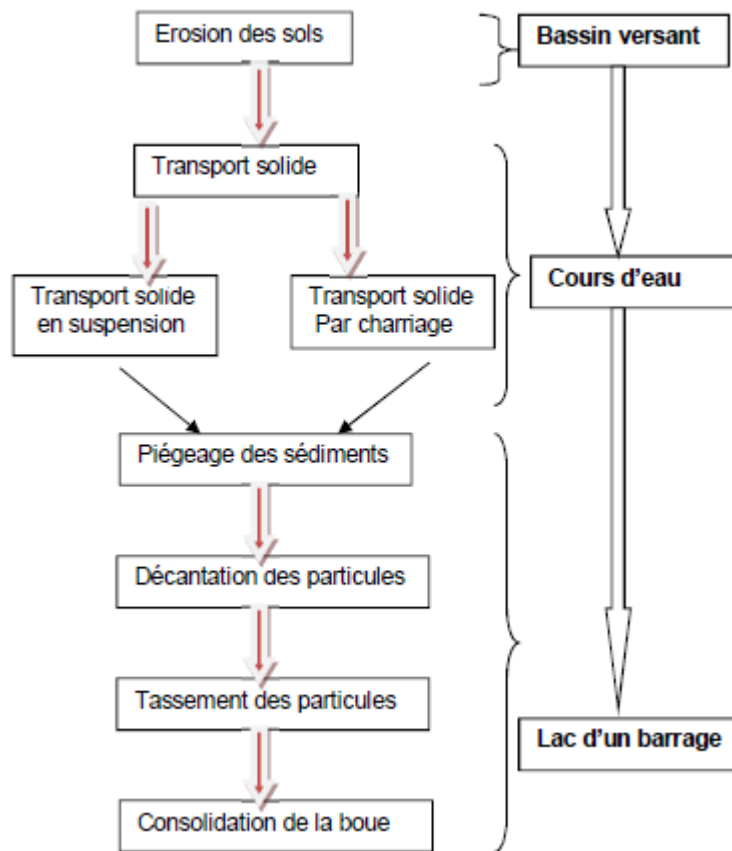 Erosion des sols
Bassin versant
Transport solide
Transport solide
en suspension
Transport solide
Par charriage
Cours d'eau
Piégeage des sédiments
Décantation des particules
Tassement des particules
Lac d'un barrage
Consolidation de la boue